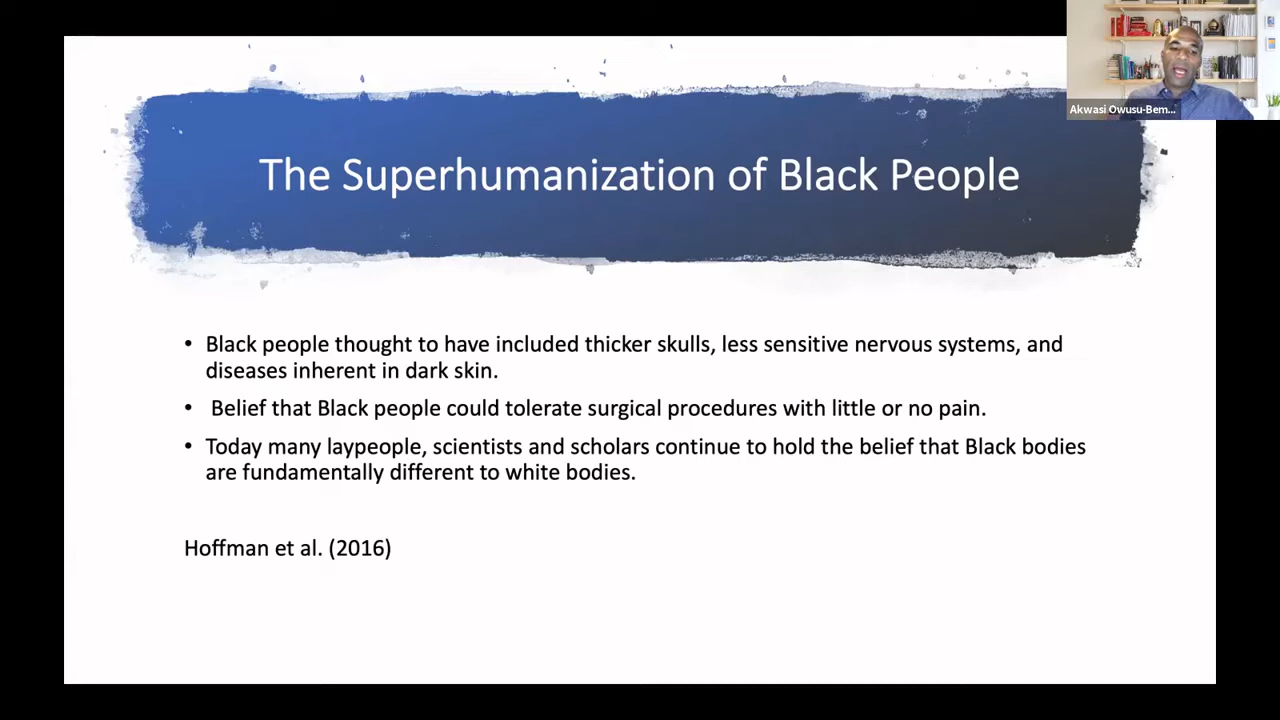 Akwasi Owusu-Bem...
The Superhumanization of Black People
• Black people thought to have included thicker skulls, less sensitive nervous systems, and
diseases inherent in dark skin.
• Belief that Black people could tolerate surgical procedures with little or no pain.
• Today many laypeople, scientists and scholars continue to hold the belief that Black bodies
are fundamentally different to white bodies.
Hoffman et al. (2016)